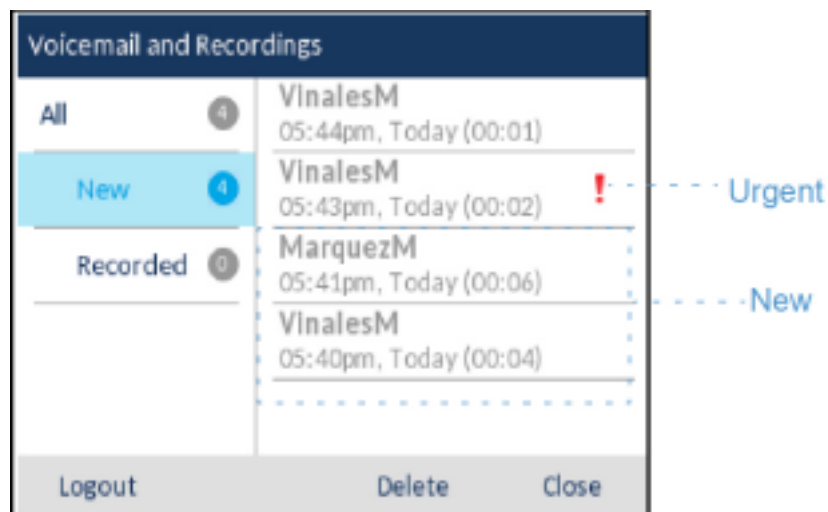 Voicemail and Recordings
All 4
New 4
Recorded 0
VinalesM
05:44pm, Today (00:01)
VinalesM
05:43pm, Today (00:02) !
Urgent
MarquezM
05:41pm, Today (00:06)
New
VinalesM
05:40pm, Today (00:04)
Logout Delete Close